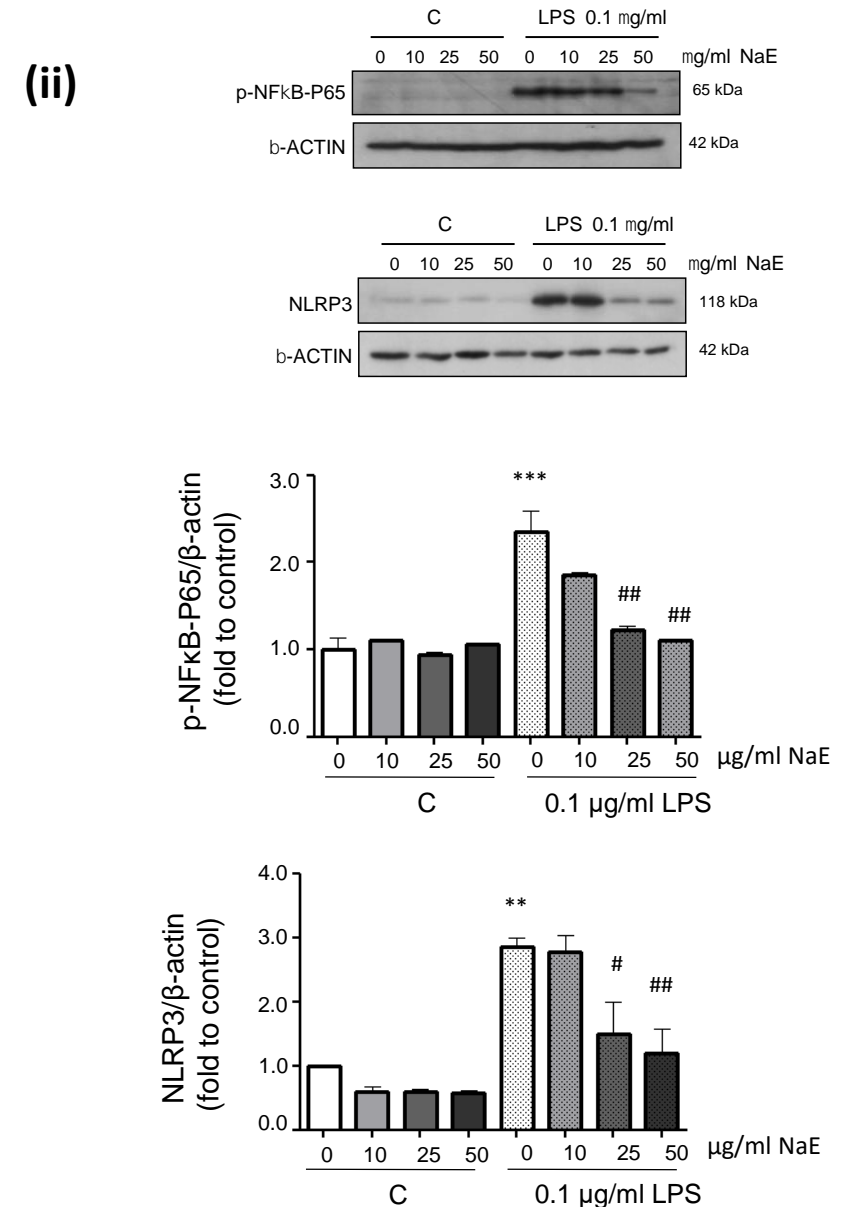 (ii)
C LPS 0.1 mg/ml
0 10 25 50 0 10 25 50 mg/ml NaE
p-NFkB-P65 65 kDa
b-ACTIN 42 kDa
C LPS 0.1 mg/ml
0 10 25 50 0 10 25 50 mg/ml NaE
NLRP3 118 kDa
b-ACTIN 42 kDa
p-NFκB-P65/β-actin
(fold to control)
3.0
2.0
1.0
0.0
***
##
##
0 10 25 50 0 10 25 50 µg/ml NaE
C 0.1 µg/ml LPS
NLRP3/β-actin
(fold to control)
4.0
3.0
2.0
1.0
0.0
**
#
##
0 10 25 50 0 10 25 50 µg/ml NaE
C 0.1 µg/ml LPS